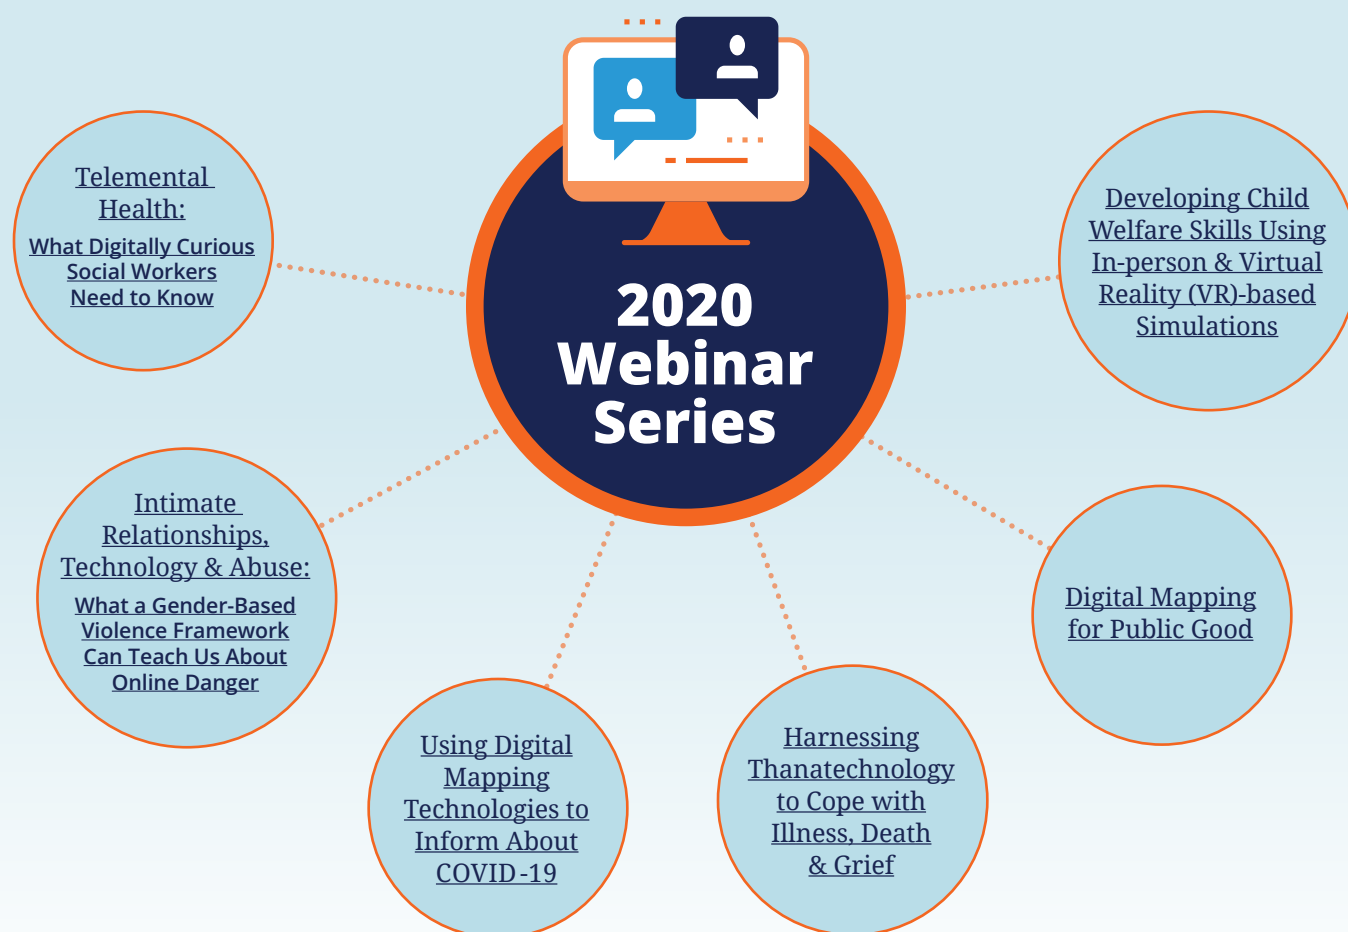 2020
Webinar
Series
Telemental
Health:
What Digitally Curious
Social Workers
Need to Know
Intimate
Relationships,
Technology & Abuse:
What a Gender-Based
Violence Framework
Can Teach Us About
Online Danger
Using Digital
Mapping
Technologies to
Inform About
COVID-19
Harnessing
Thanatechnology
to Cope with
Illness, Death
& Grief
Digital Mapping
for Public Good
Developing Child
Welfare Skills Using
In-person & Virtual
Reality (VR)-based
Simulations